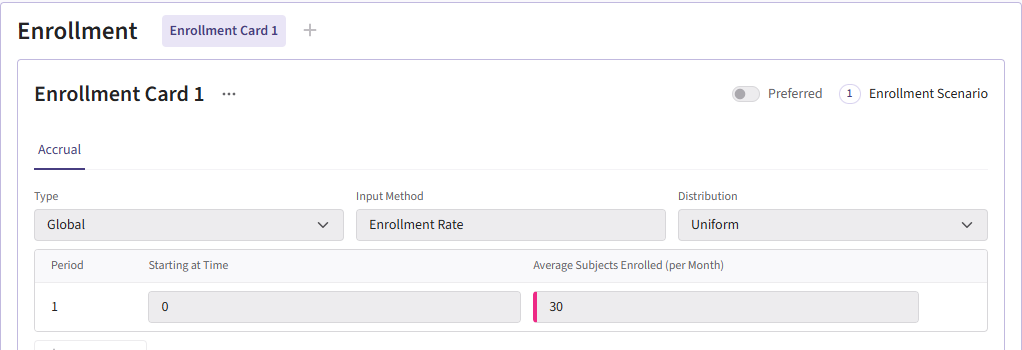 Enrollment Enrollment Card 1 +
Enrollment Card 1 ... Preferred 1 Enrollment Scenario
Accrual
Type Input Method Distribution
Global Enrollment Rate Uniform
Period Starting at Time Average Subjects Enrolled (per Month)
1 0 30